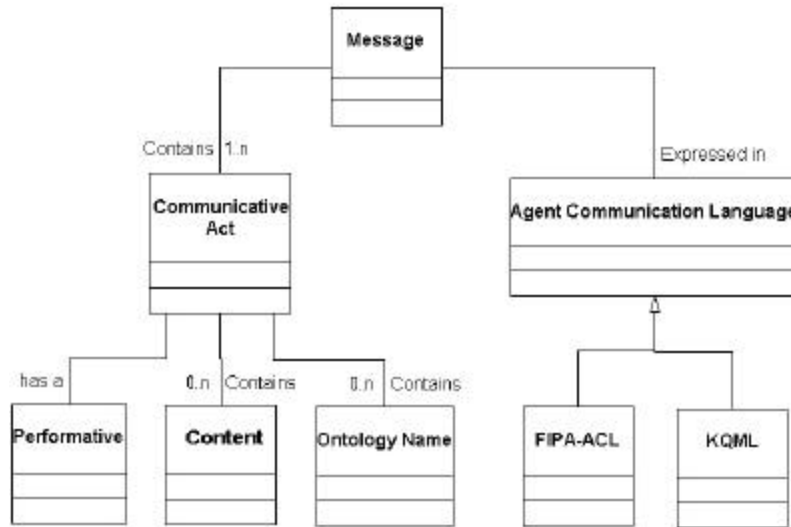 Message
Contains 1..n
Expressed in
Communicative
Act
Agent Communication Language
has a
0..n Contains
0..n Contains
Performative
Content
Ontology Name
FIPA-ACL
KQML